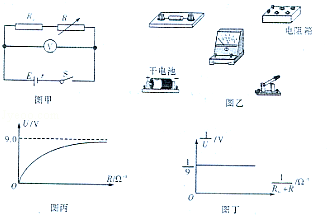 R₀ R
V
E r S
图甲
V
电阻箱
干电池
图乙
U/V
9.0
O
R/Ω⁻¹
图丙
1/U /V
1/9
O
1/(R₀+R) /Ω⁻¹
图丁